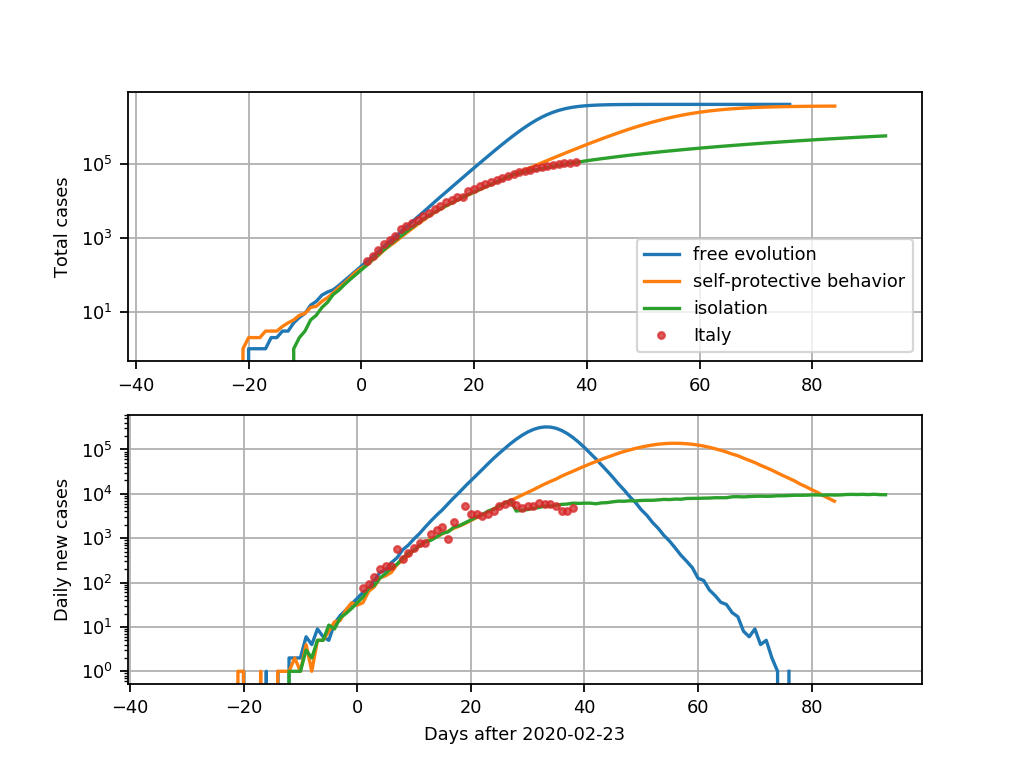 Total cases
10^5
10^3
10^1
−40 −20 0 20 40 60 80
free evolution
self-protective behavior
isolation
Italy
Daily new cases
10^5
10^4
10^3
10^2
10^1
10^0
−40 −20 0 20 40 60 80
Days after 2020-02-23